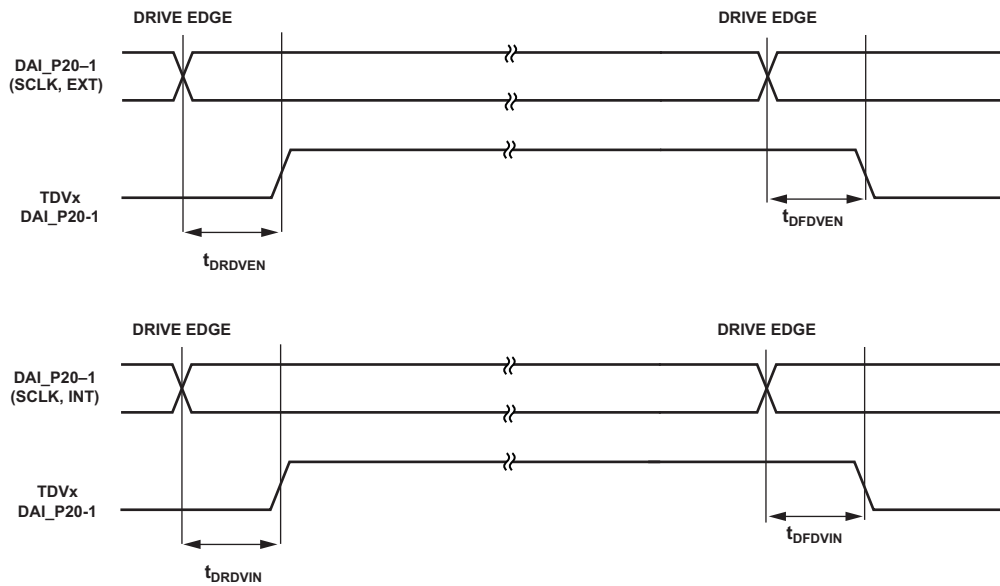 DRIVE EDGE DRIVE EDGE
DAI_P20–1
(SCLK, EXT)
TDVx
DAI_P20-1
tDFDVEN
tDRDVEN
DRIVE EDGE DRIVE EDGE
DAI_P20–1
(SCLK, INT)
TDVx
DAI_P20-1
tDFDVIN
tDRDVIN